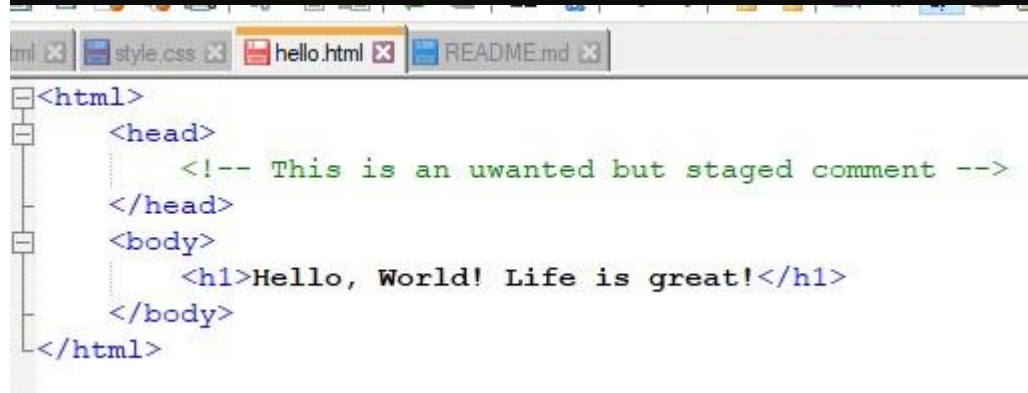 style.css hello.html README.md
<html>
<head>
<!-- This is an uwanted but staged comment -->
</head>
<body>
<h1>Hello, World! Life is great!</h1>
</body>
</html>